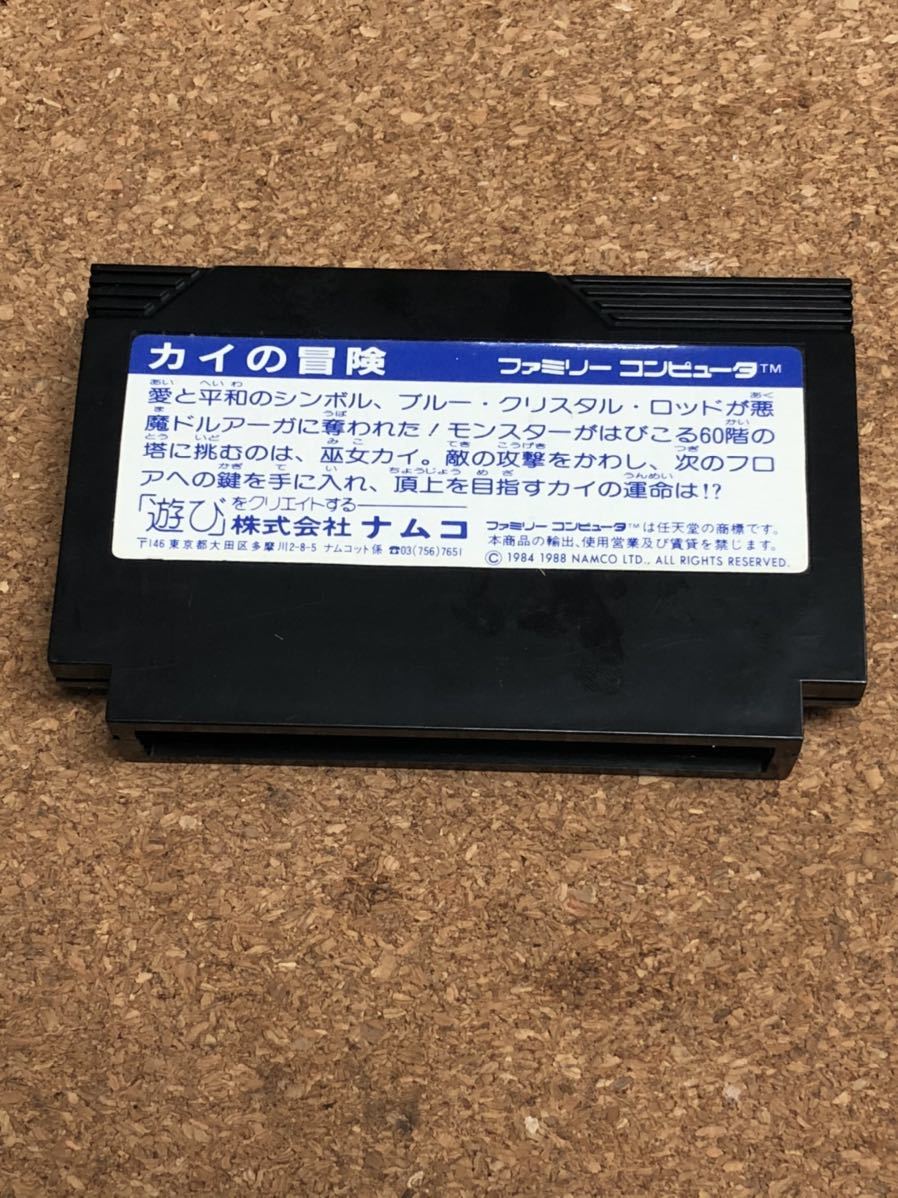 カイの冒険 ファミリー コンピュータ™
愛と平和のシンボル、ブルー・クリスタル・ロッドが悪
魔ドルアーガに奪われた！モンスターがはびこる60階の
塔に挑むのは、巫女カイ。敵の攻撃をかわし、次のフロ
アへの鍵を手に入れ、頂上を目指すカイの運命は!?
「遊び」をクリエイトする
株式会社 ナムコ
〒146 東京都大田区多摩川2-8-5 ナムコット係 ☎03(756)7651
ファミリー コンピュータ™は任天堂の商標です。
本商品の輸出、使用営業及び賃貸を禁じます。
©1984 1988 NAMCO LTD., ALL RIGHTS RESERVED.